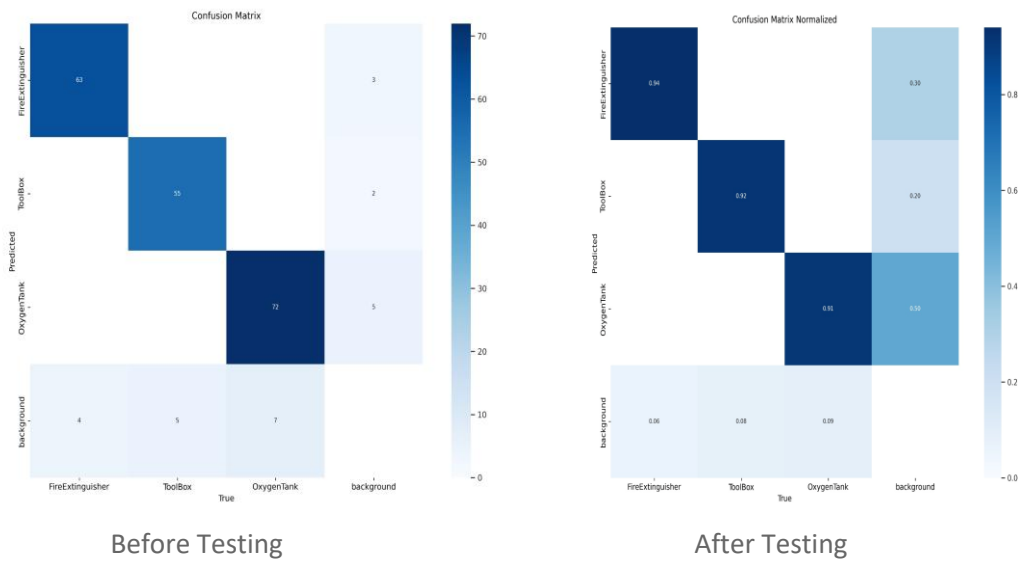 Confusion Matrix
FireExtinguisher
ToolBox
OxygenTank
background
Predicted
63
3
55
2
72
5
4
5
7
FireExtinguisher
ToolBox
OxygenTank
background
True
70
60
50
40
30
20
10
0
Before Testing
Confusion Matrix Normalized
FireExtinguisher
ToolBox
OxygenTank
background
Predicted
0.94
0.30
0.92
0.20
0.91
0.50
0.06
0.08
0.09
FireExtinguisher
ToolBox
OxygenTank
background
True
0.8
0.6
0.4
0.2
0.0
After Testing